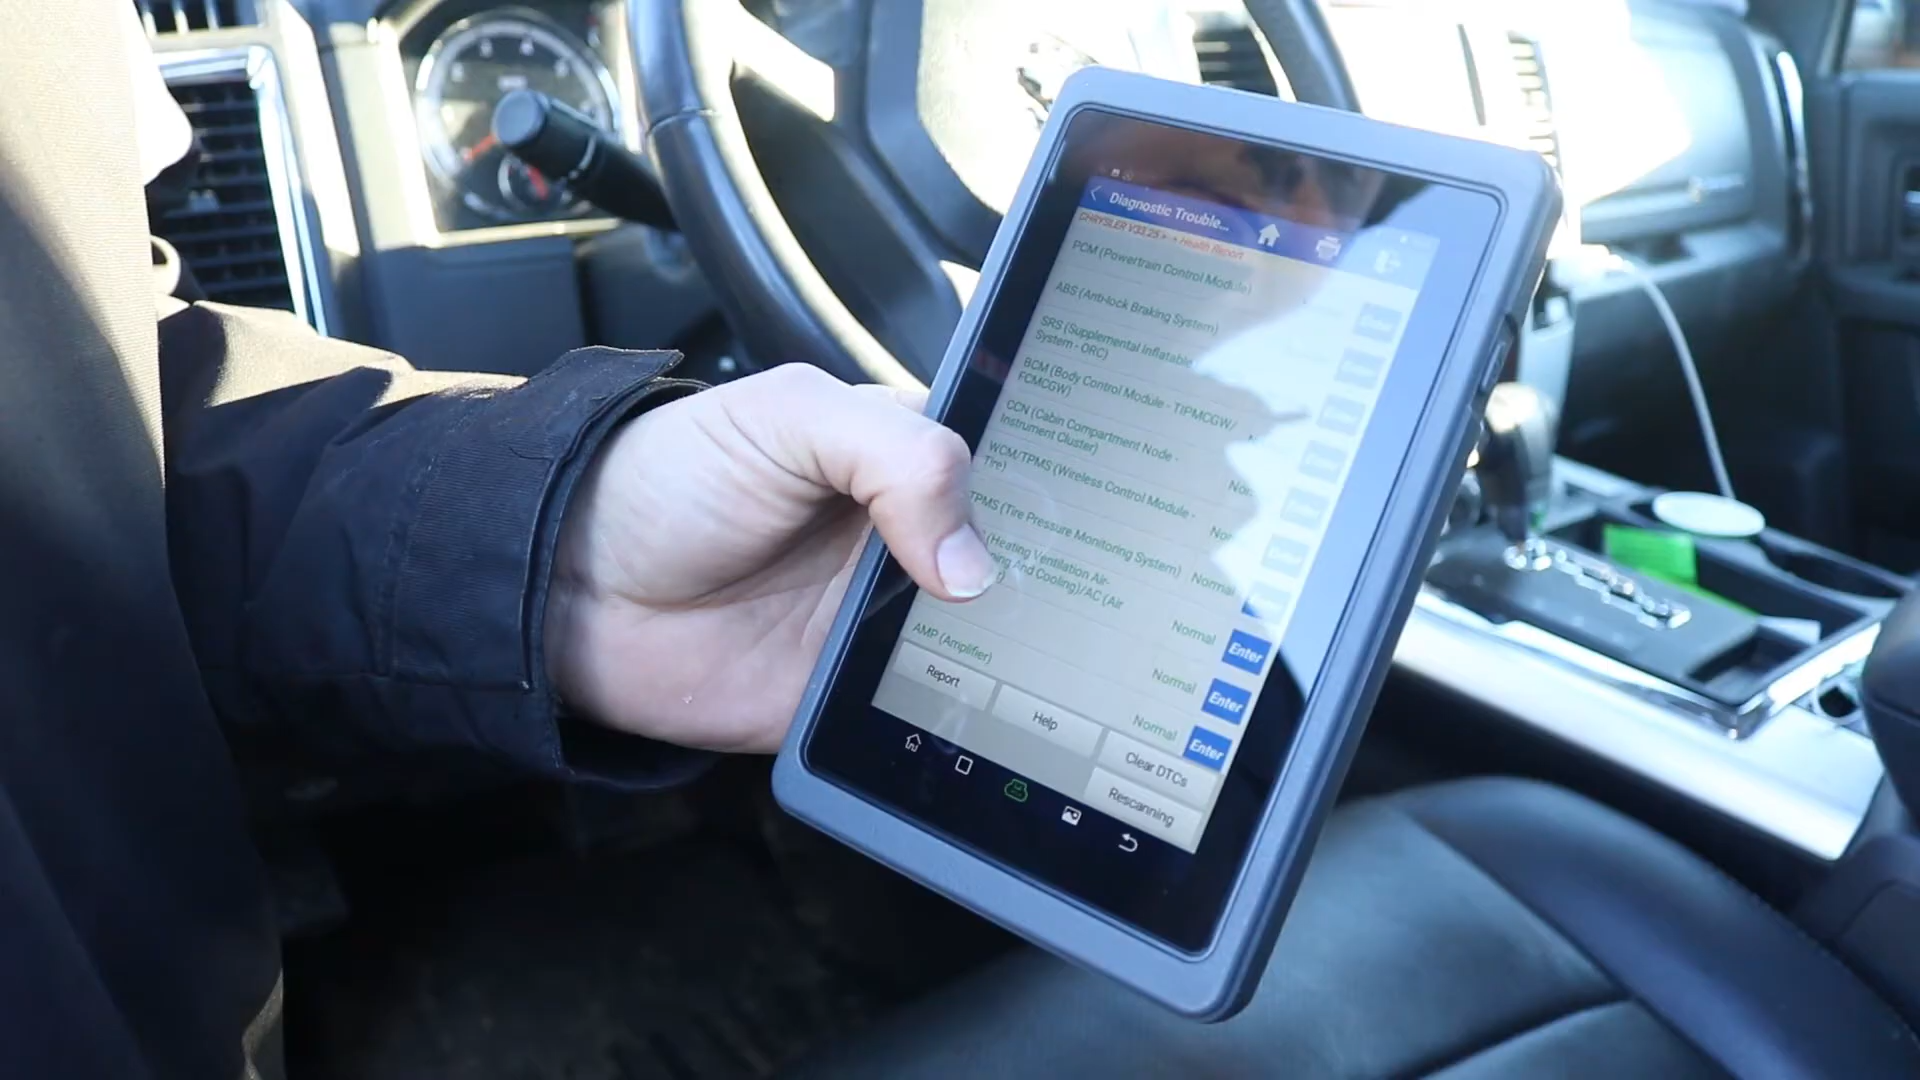 Diagnostic Trouble...
CHRYSLER V33.25 > > Health Report
PCM (Powertrain Control Module)
ABS (Anti-lock Braking System)
SRS (Supplemental Inflatable
System - ORC)
BCM (Body Control Module - TIPMCGW/
FCMCGW)
CCN (Cabin Compartment Node -
Instrument Cluster)
WCM/TPMS (Wireless Control Module -
Tire)
TPMS (Tire Pressure Monitoring System)
Normal
(Heating Ventilation Air-
And Cooling)/AC (Air
Normal
Enter
AMP (Amplifier)
Normal
Enter
Normal
Enter
Report
Help
Clear DTCs
Rescanning